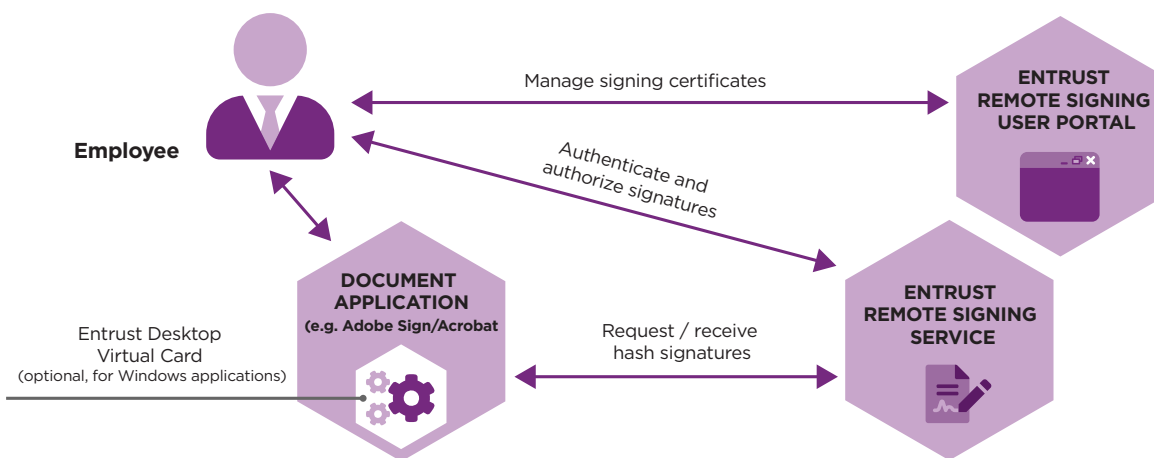 Manage signing certificates
ENTRUST
REMOTE SIGNING
USER PORTAL
Employee
Authenticate and
authorize signatures
DOCUMENT
APPLICATION
(e.g. Adobe Sign/Acrobat
ENTRUST
REMOTE SIGNING
SERVICE
Entrust Desktop
Virtual Card
(optional, for Windows applications)
Request / receive
hash signatures